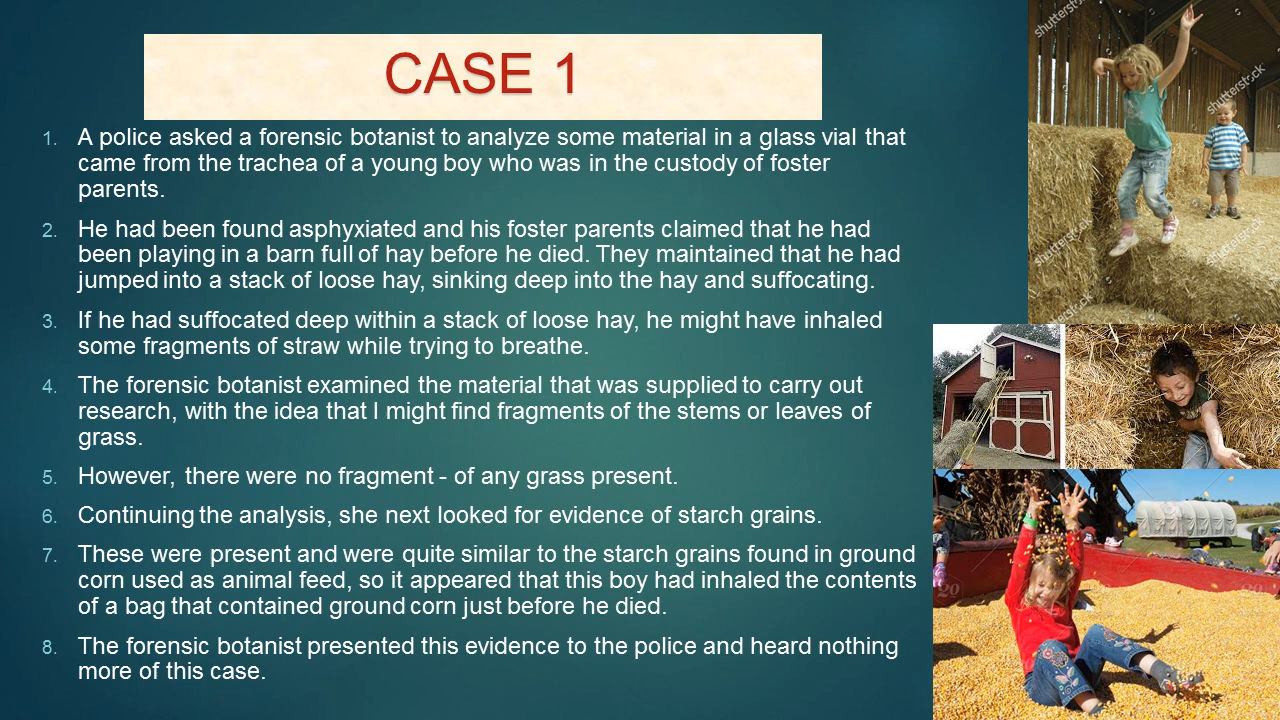 CASE 1
1. A police asked a forensic botanist to analyze some material in a glass vial that
came from the trachea of a young boy who was in the custody of foster
parents.
2. He had been found asphyxiated and his foster parents claimed that he had
been playing in a barn full of hay before he died. They maintained that he had
jumped into a stack of loose hay, sinking deep into the hay and suffocating.
3. If he had suffocated deep within a stack of loose hay, he might have inhaled
some fragments of straw while trying to breathe.
4. The forensic botanist examined the material that was supplied to carry out
research, with the idea that I might find fragments of the stems or leaves of
grass.
5. However, there were no fragment - of any grass present.
6. Continuing the analysis, she next looked for evidence of starch grains.
7. These were present and were quite similar to the starch grains found in ground
corn used as animal feed, so it appeared that this boy had inhaled the contents
of a bag that contained ground corn just before he died.
8. The forensic botanist presented this evidence to the police and heard nothing
more of this case.
shutterstock